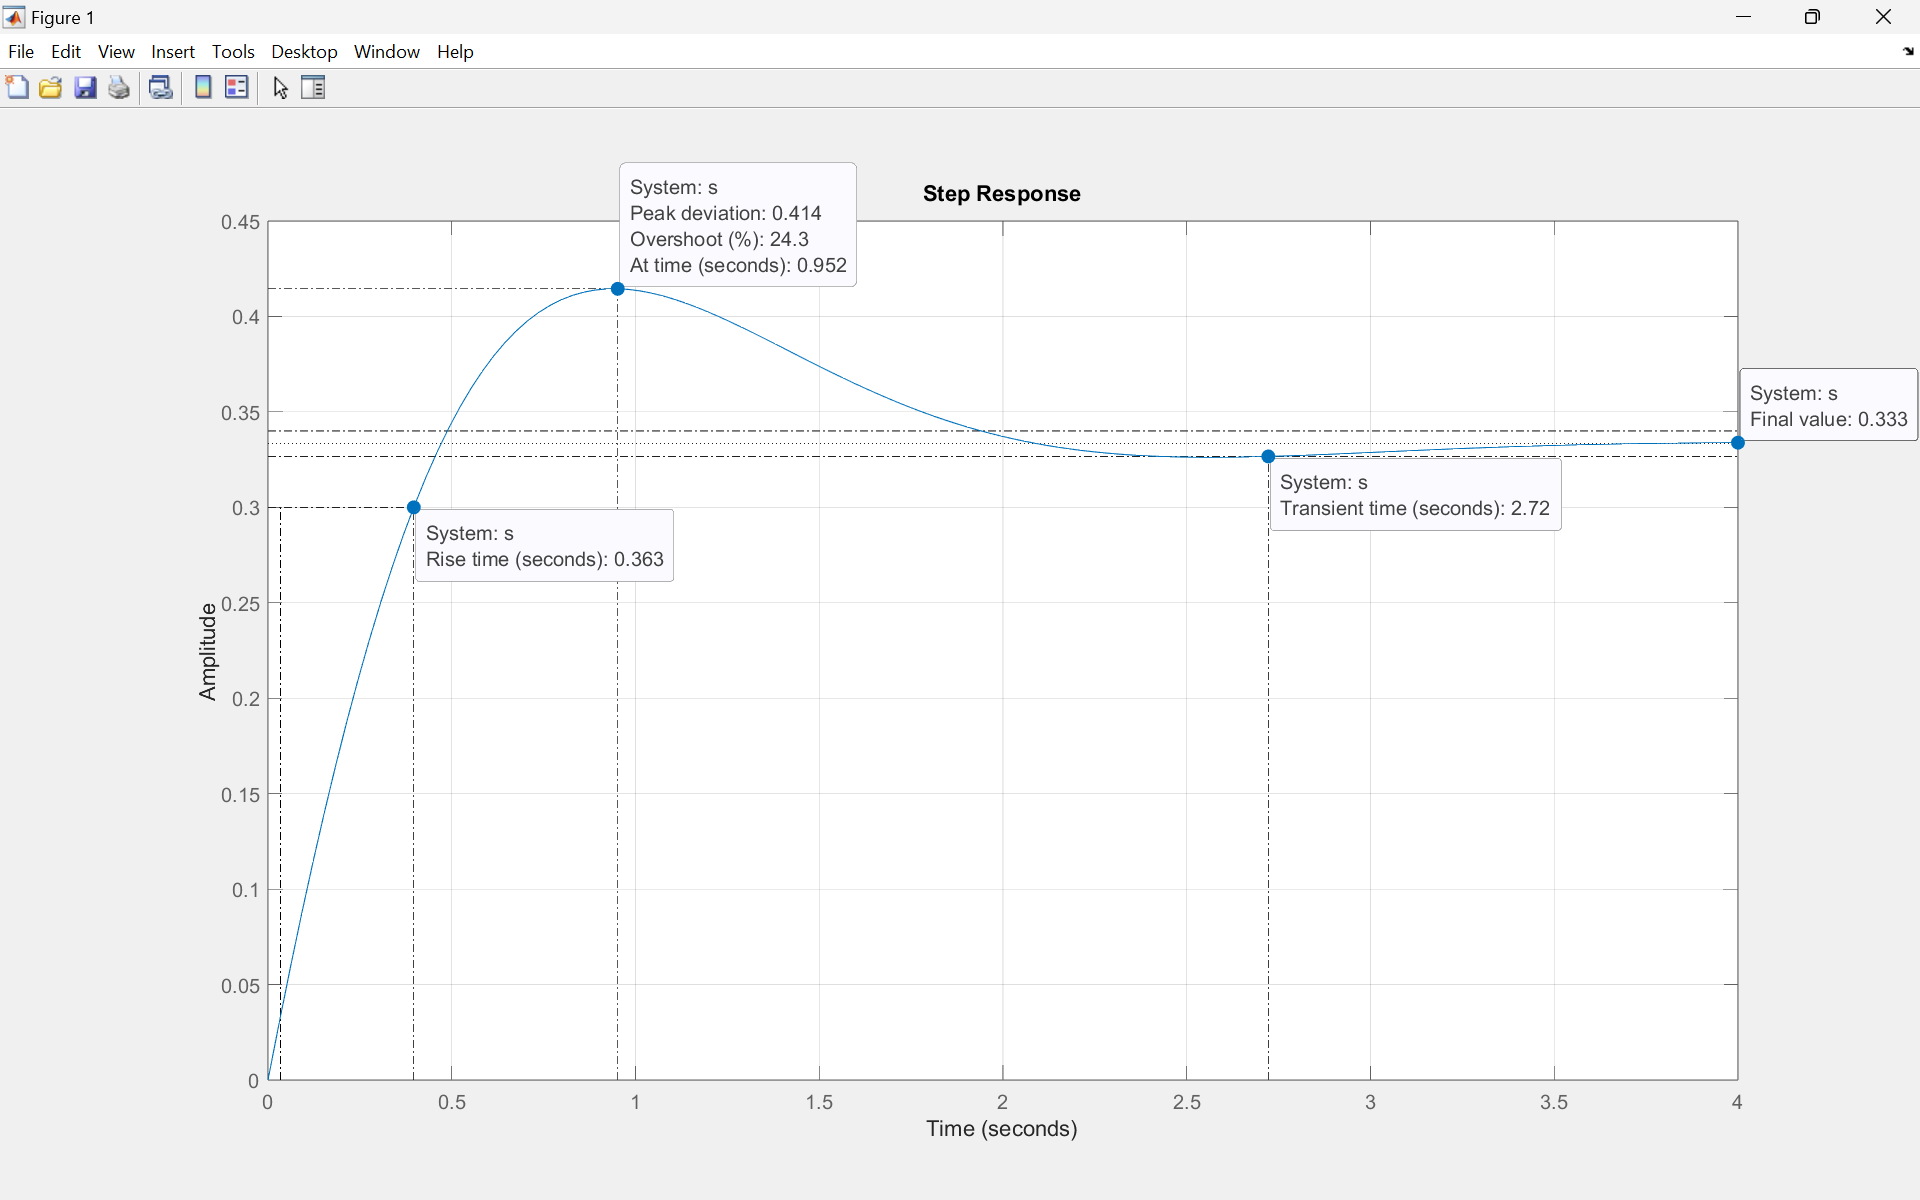 Figure 1
File Edit View Insert Tools Desktop Window Help
Step Response
System: s
Peak deviation: 0.414
Overshoot (%): 24.3
At time (seconds): 0.952
System: s
Final value: 0.333
System: s
Transient time (seconds): 2.72
System: s
Rise time (seconds): 0.363
Amplitude
0.45
0.4
0.35
0.3
0.25
0.2
0.15
0.1
0.05
0
0 0.5 1 1.5 2 2.5 3 3.5 4
Time (seconds)